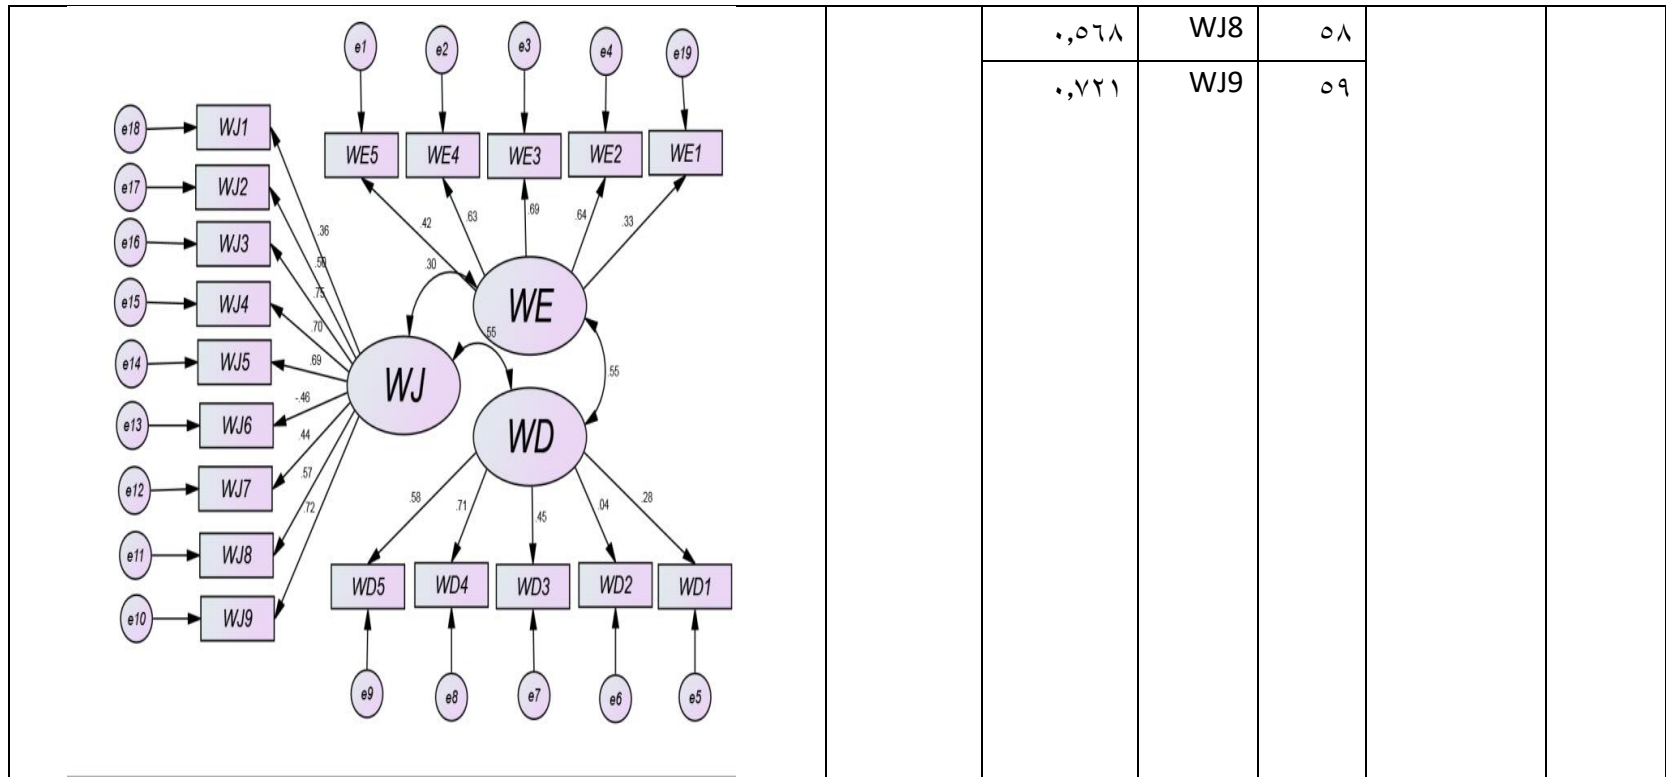 ٠,٥٦٨ WJ8 ٥٨
٠,٧٢١ WJ9 ٥٩
e1 e2 e3 e4 e19
WE5 WE4 WE3 WE2 WE1
.42 .63 .69 .64 .33
e18 WJ1
e17 WJ2
e16 WJ3
e15 WJ4
e14 WJ5
e13 WJ6
e12 WJ7
e11 WJ8
e10 WJ9
.36
.75
.70
.69
-.46
.44
.57
.72
.30
WE
.55
.55
WJ
WD
.58 .71 .45 .04 .28
WD5 WD4 WD3 WD2 WD1
e9 e8 e7 e6 e5